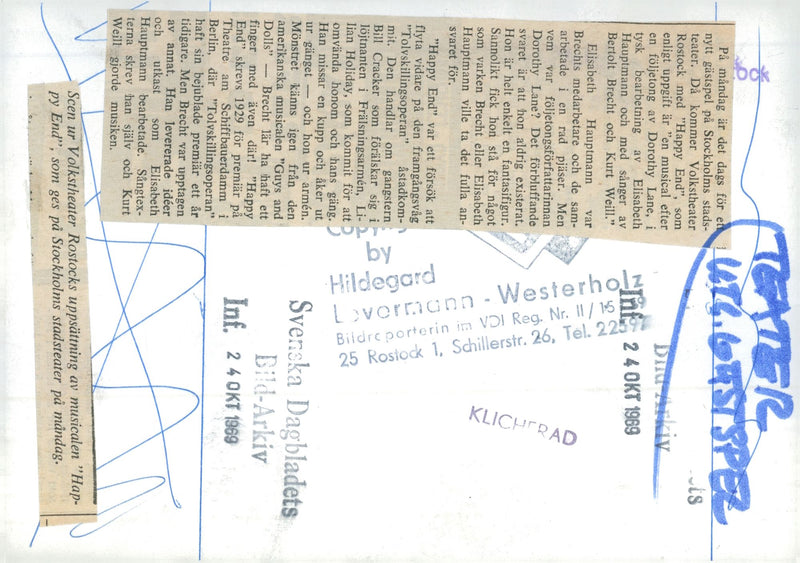 På måndag är det dags för ett
nytt gästspel på Stockholms stads-
teater. Då kommer Volksteater
Rostock med "Happy End", som
enligt uppgift är "en musical efter
en följetong av Dorothy Lane, i
tysk bearbetning av Elisabeth
Hauptmann och med sånger av
Bertolt Brecht och Kurt Weill."
Elisabeth Hauptmann var
Brechts medarbetare och de sam-
arbetade i en rad pjäser. Men
vem var följetongsförfattarinnan
Dorothy Lane? Det förbluffande
svaret är att hon aldrig existerat.
Hon är helt enkelt en fantasifigur.
Sannolikt fick hon stå för något
som varken Brecht eller Elisabeth
Hauptmann ville ta det fulla an-
svaret för.
"Happy End" var ett försök att
flyta vidare på den framgångsvåg
"Tolvskillingsoperan" åstadkom-
mit. Den handlar om gangstern
Bill Cracker som förälskar sig i
löjtnanten i Frälsningsarmén, Li-
lian Holiday, som kommit för att
omvända honom och hans gäng.
Han missar en kupp och åker ut
ur gänget och hon ur armén.
Mönstret känns igen från den
amerikanska musicalen "Guys and
Dolls". Brecht lär ha haft ett
finger med även där! "Happy
End" skrevs 1929 för premiär på
Theatre am Schiffbauerdamm i
Berlin, där "Tolvskillingsoperan"
haft sin bejublade premiär ett år
tidigare. Men Brecht var upptagen
av annat. Han levererade idéer
och utkast som Elisabeth
Hauptmann bearbetade. Sångtex-
terna skrev han själv och Kurt
Weill gjorde musiken.
Scen ur Volkstheater Rostocks uppsättning av musicalen "Hap-
py End", som ges på Stockholms stadsteater på måndag.
by
Hildegard
Levermann - Westerholz
Bildreporterin im VDJ Reg. Nr. II/1589
25 Rostock 1, Schillerstr. 26, Tel. 22597
Svenska Dagbladets
Bild-Arkiv
Inf. 24 OKT 1969
Bild-Arkiv
Inf. 24 OKT 1969
KLICHERAD
TEATER
UTL. GÄSTSPEL